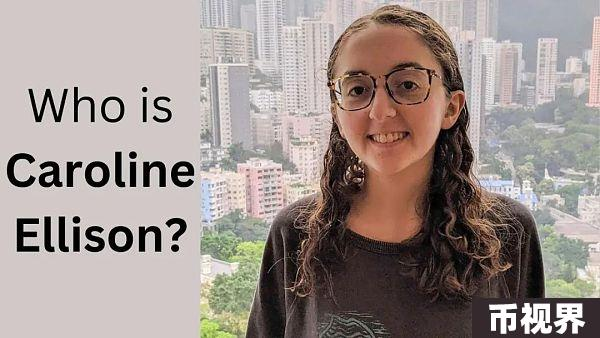 Who is
Caroline
Ellison?
币视界